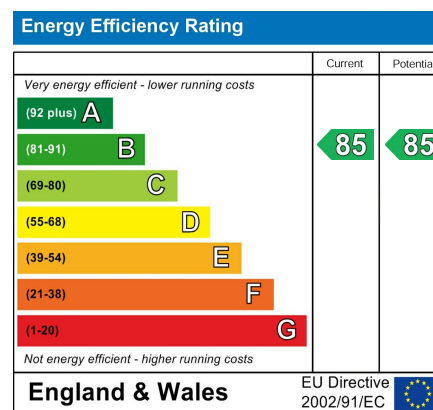 Energy Efficiency Rating
Current Potentia
Very energy efficient - lower running costs
(92 plus) A
(81-91) B 85 85
(69-80) C
(55-68) D
(39-54) E
(21-38) F
(1-20) G
Not energy efficient - higher running costs
England & Wales EU Directive
2002/91/EC